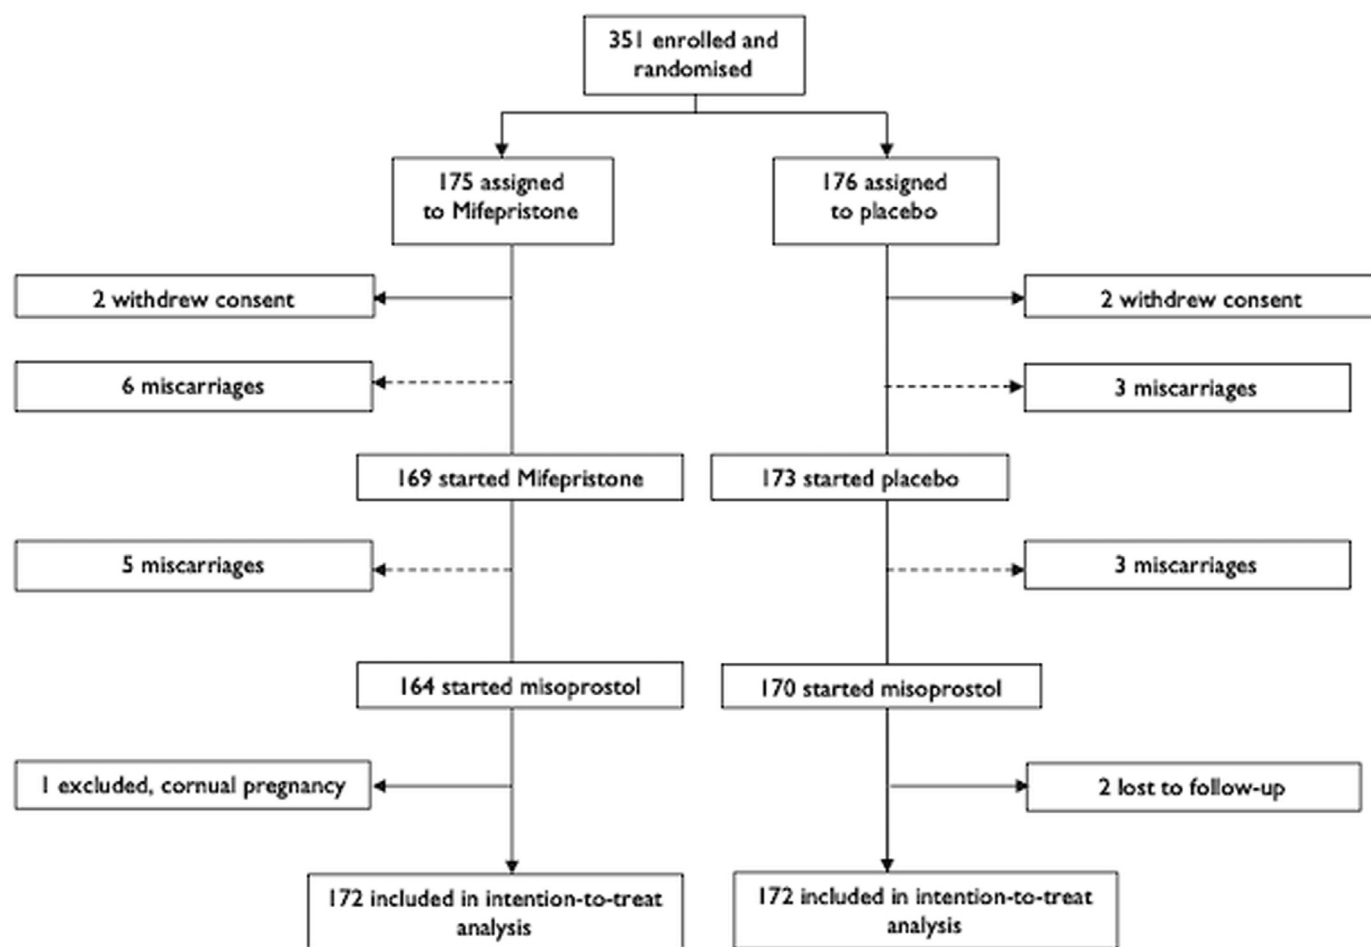 351 enrolled and
randomised
175 assigned
to Mifepristone
176 assigned
to placebo
2 withdrew consent
2 withdrew consent
6 miscarriages
3 miscarriages
169 started Mifepristone
173 started placebo
5 miscarriages
3 miscarriages
164 started misoprostol
170 started misoprostol
1 excluded, cornual pregnancy
2 lost to follow-up
172 included in intention-to-treat
analysis
172 included in intention-to-treat
analysis